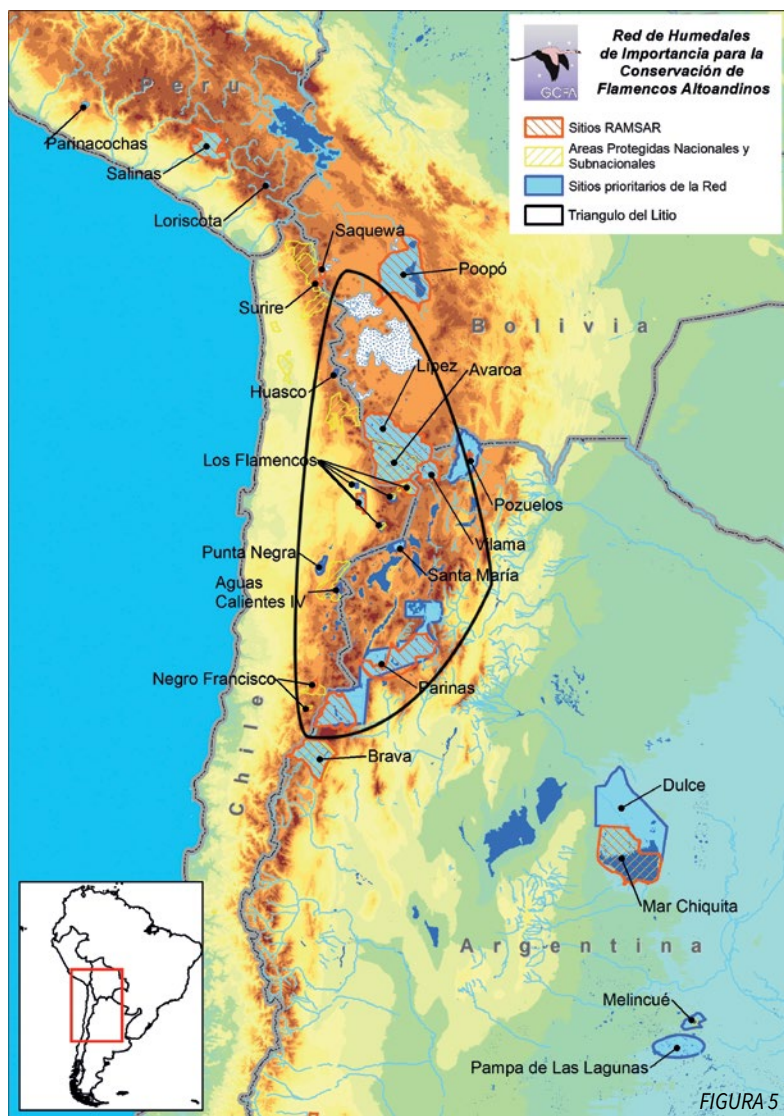 Red de Humedales
de Importancia para la
Conservación de
Flamencos Altoandinos
GCFA
Sitios RAMSAR
Areas Protegidas Nacionales y
Subnacionales
Sitios prioritarios de la Red
Triangulo del Litio
Peru
Parinacochas
Salinas
Loriscota
Saquewa
Poopó
Surire
Bolivia
Lipez
Avaroa
Huasco
Los Flamencos
Pozuelos
Vilama
Punta Negra
Santa María
Aguas
Calientes IV
Negro Francisco
Parinas
Chile
Brava
Dulce
Mar Chiquita
Argentina
Melincué
Pampa de Las Lagunas
FIGURA 5